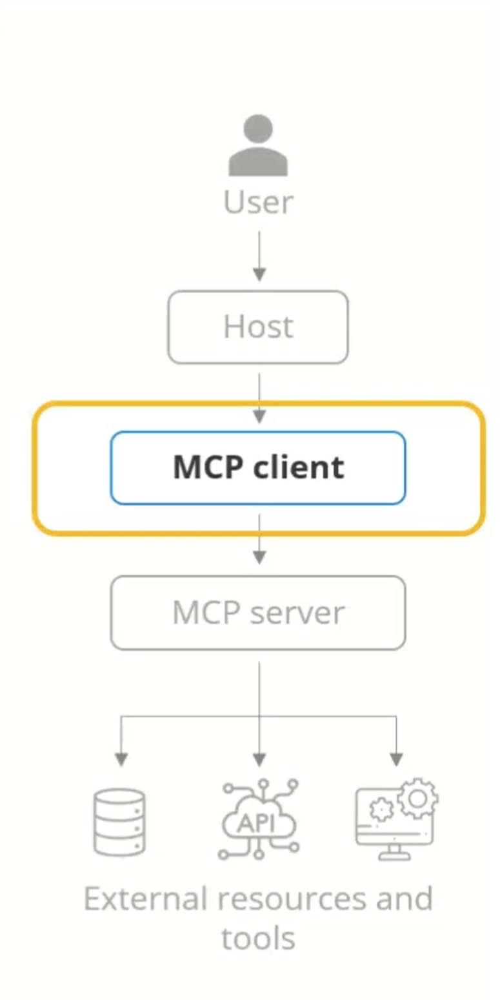 User
Host
MCP client
MCP server
API
External resources and
tools